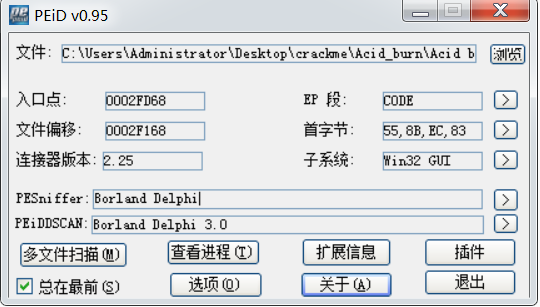 PEiD v0.95
文件: C:\Users\Administrator\Desktop\crackme\Acid_burn\Acid b 浏览
入口点: 0002FD68 EP 段: CODE >
文件偏移: 0002F168 首字节: 55,8B,EC,83 >
连接器版本: 2.25 子系统: Win32 GUI >
PESniffer: Borland Delphi >
PEiDDSCAN: Borland Delphi 3.0 >
多文件扫描(M) 查看进程(T) 扩展信息 插件
总在最前(S) 选项(O) 关于(A) 退出